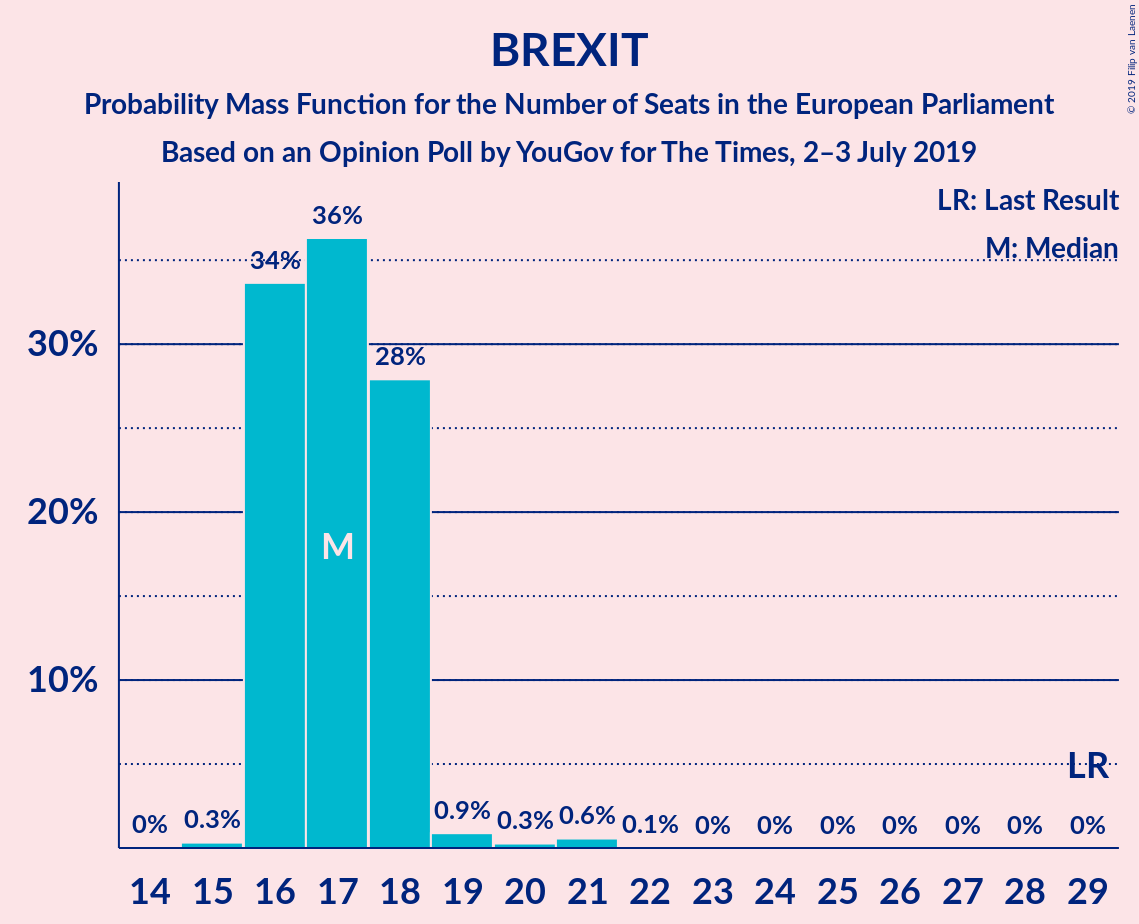 BREXIT
Probability Mass Function for the Number of Seats in the European Parliament
Based on an Opinion Poll by YouGov for The Times, 2–3 July 2019
© 2019 Filip van Laenen
LR: Last Result
M: Median
36%
34%
30%
28%
20%
M
10%
LR
0% 0.3% 0.9% 0.3% 0.6% 0.1% 0% 0% 0% 0% 0% 0% 0%
14 15 16 17 18 19 20 21 22 23 24 25 26 27 28 29